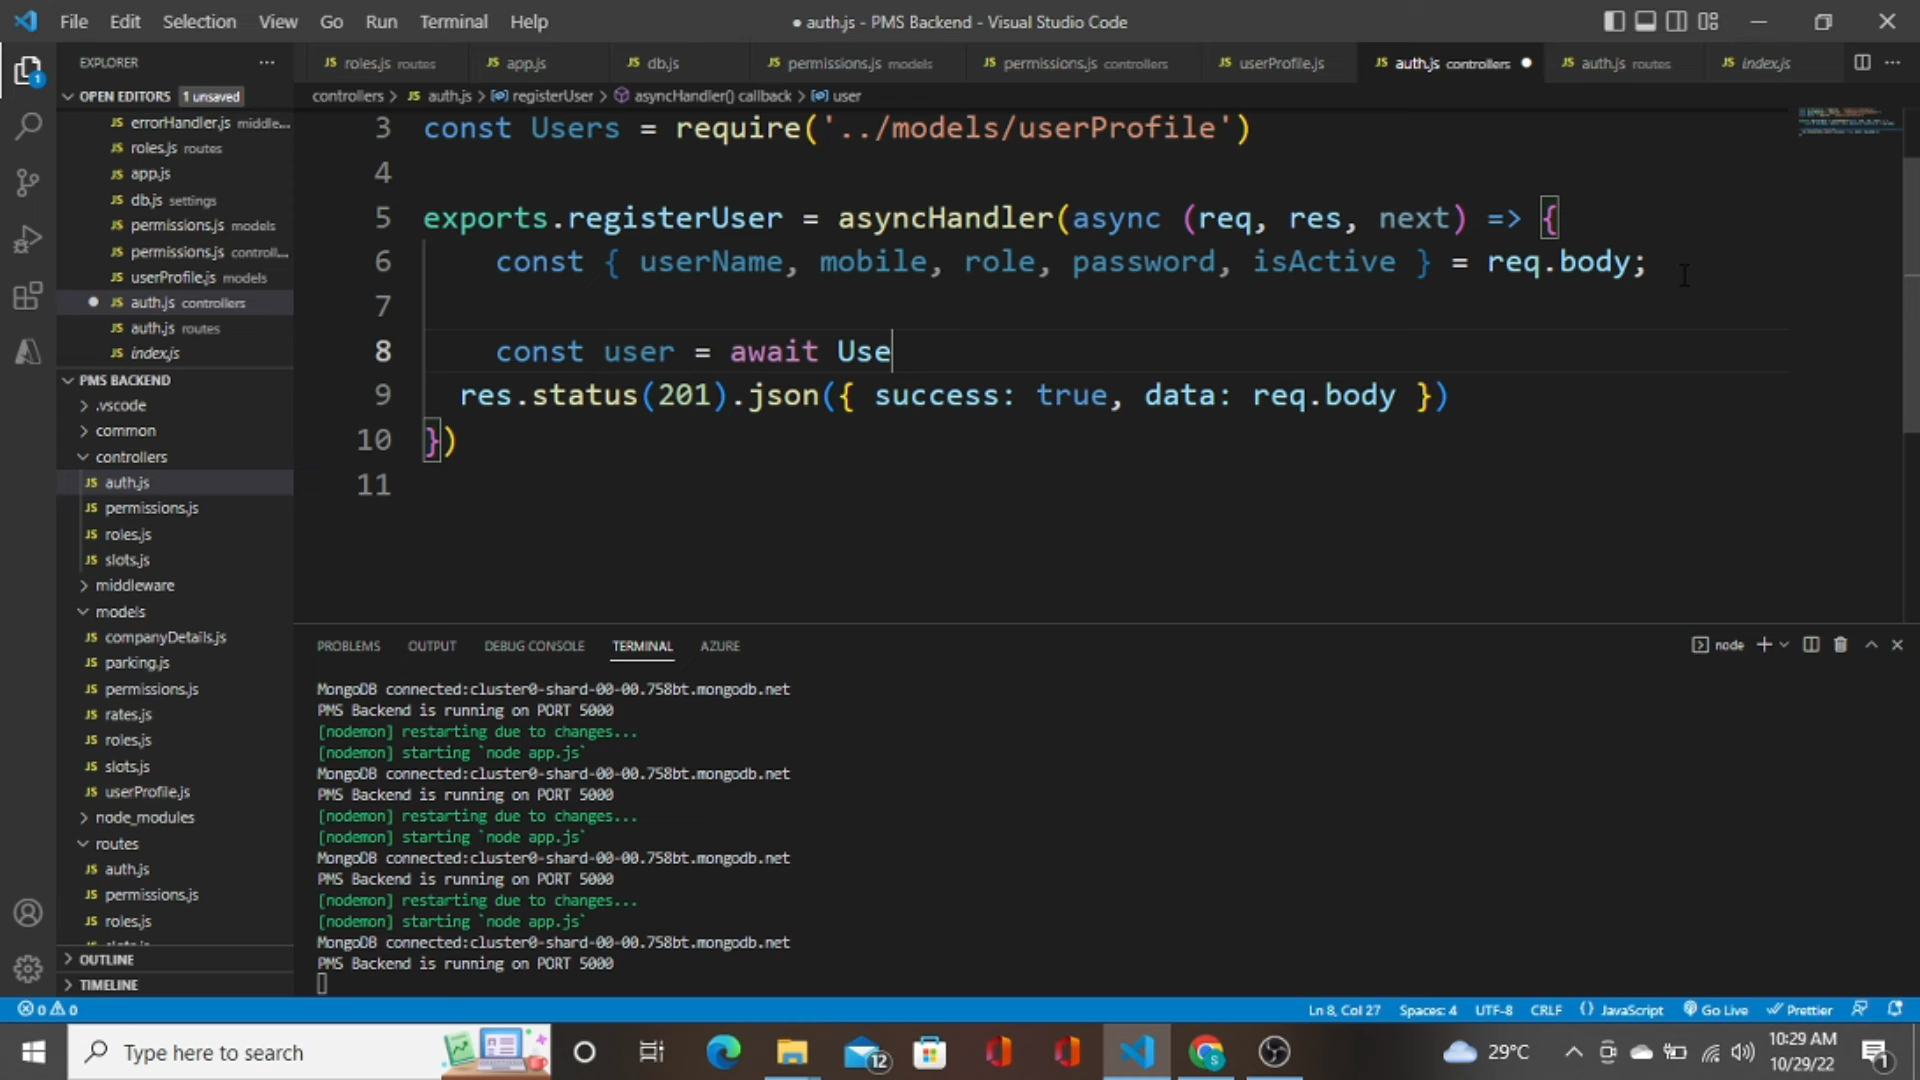 File Edit Selection View Go Run Terminal Help
● auth.js - PMS Backend - Visual Studio Code
EXPLORER
OPEN EDITORS 1 unsaved
JS errorHandler.js middle...
JS roles.js routes
JS app.js
JS db.js settings
JS permissions.js models
JS permissions.js controll...
JS userProfile.js models
JS auth.js controllers
JS auth.js routes
JS index.js
PMS BACKEND
.vscode
common
controllers
JS auth.js
JS permissions.js
JS roles.js
JS slots.js
middleware
models
JS companyDetails.js
JS parking.js
JS permissions.js
JS rates.js
JS roles.js
JS slots.js
JS userProfile.js
node_modules
routes
JS auth.js
JS permissions.js
JS roles.js
OUTLINE
TIMELINE
JS roles.js routes JS app.js JS db.js JS permissions.js models JS permissions.js controllers JS userProfile.js JS auth.js controllers JS auth.js routes JS index.js
controllers > JS auth.js > registerUser > asyncHandler() callback > user
3 const Users = require('../models/userProfile')
4
5 exports.registerUser = asyncHandler(async (req, res, next) => {
6 const { userName, mobile, role, password, isActive } = req.body;
7
8 const user = await Use
9 res.status(201).json({ success: true, data: req.body })
10 })
11
PROBLEMS OUTPUT DEBUG CONSOLE TERMINAL AZURE
node
MongoDB connected:cluster0-shard-00-00.758bt.mongodb.net
PMS Backend is running on PORT 5000
[nodemon] restarting due to changes...
[nodemon] starting `node app.js`
MongoDB connected:cluster0-shard-00-00.758bt.mongodb.net
PMS Backend is running on PORT 5000
[nodemon] restarting due to changes...
[nodemon] starting `node app.js`
MongoDB connected:cluster0-shard-00-00.758bt.mongodb.net
PMS Backend is running on PORT 5000
[nodemon] restarting due to changes...
[nodemon] starting `node app.js`
MongoDB connected:cluster0-shard-00-00.758bt.mongodb.net
PMS Backend is running on PORT 5000
0 0
Ln 8, Col 27 Spaces: 4 UTF-8 CRLF {} JavaScript Go Live Prettier
Type here to search
12
29°C
10:29 AM
10/29/22
1